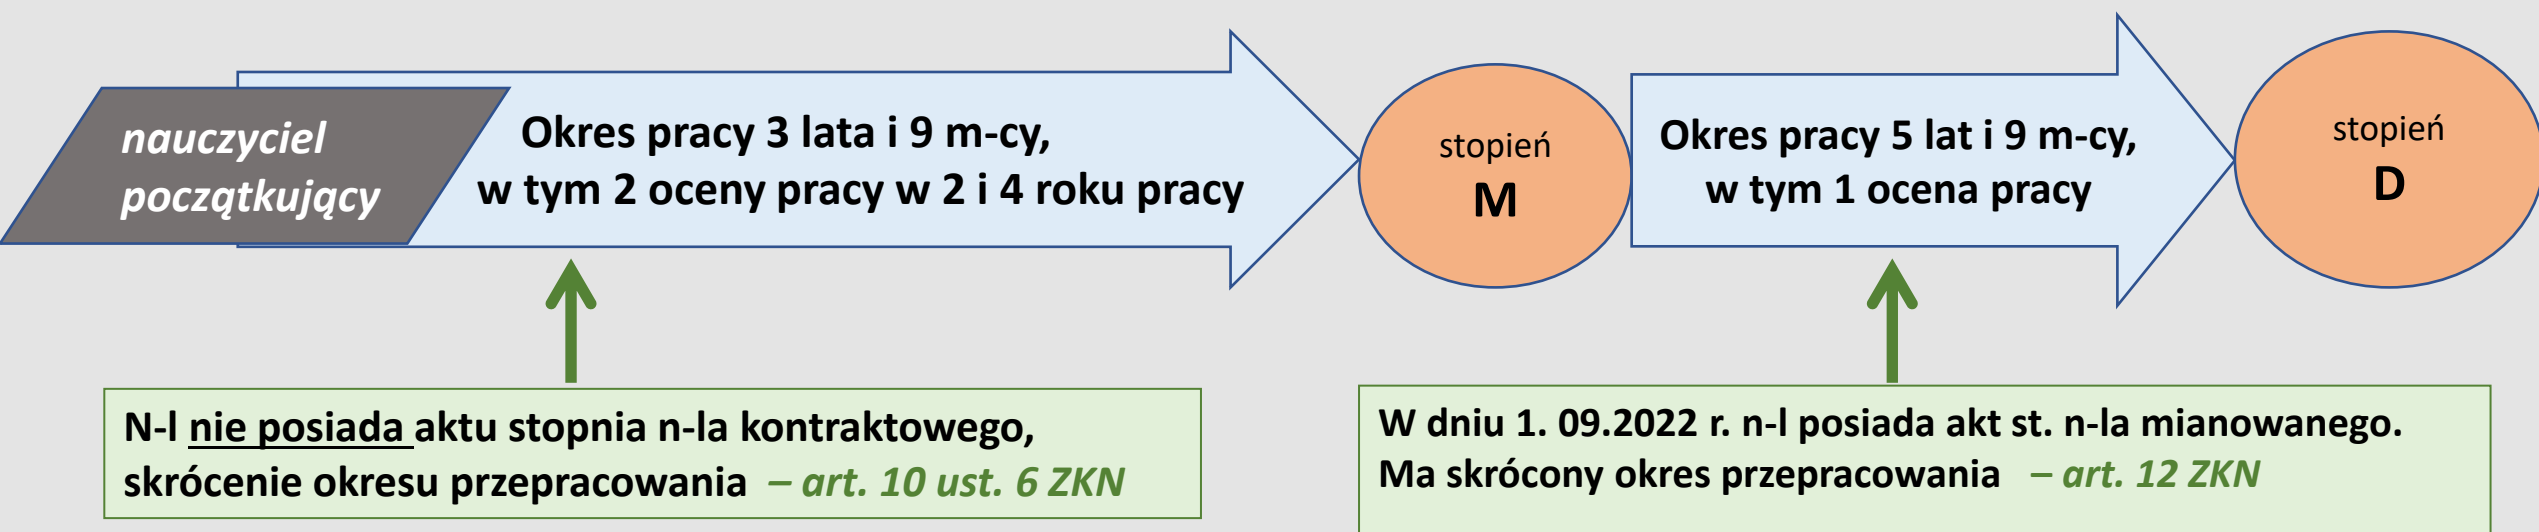 nauczyciel
początkujący
Okres pracy 3 lata i 9 m-cy,
w tym 2 oceny pracy w 2 i 4 roku pracy
stopień
M
Okres pracy 5 lat i 9 m-cy,
w tym 1 ocena pracy
stopień
D
N-l nie posiada aktu stopnia n-la kontraktowego,
skrócenie okresu przepracowania – art. 10 ust. 6 ZKN
W dniu 1. 09.2022 r. n-l posiada akt st. n-la mianowanego.
Ma skrócony okres przepracowania – art. 12 ZKN